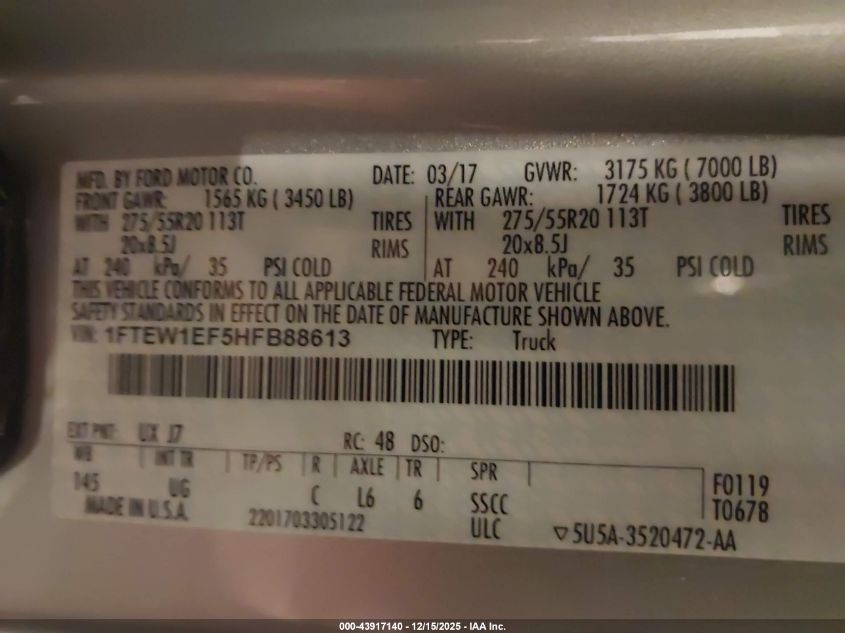 MFD. BY FORD MOTOR CO. DATE: 03/17 GVWR: 3175 KG ( 7000 LB)
FRONT GAWR: 1565 KG ( 3450 LB) REAR GAWR: 1724 KG ( 3800 LB)
WITH 275/55R20 113T TIRES WITH 275/55R20 113T TIRES
20x8.5J RIMS 20x8.5J RIMS
AT 240 kPa/ 35 PSI COLD AT 240 kPa/ 35 PSI COLD
THIS VEHICLE CONFORMS TO ALL APPLICABLE FEDERAL MOTOR VEHICLE
SAFETY STANDARDS IN EFFECT ON THE DATE OF MANUFACTURE SHOWN ABOVE.
VIN: 1FTEW1EF5HFB88613 TYPE: Truck
EXT PNT: UX J7 RC: 48 DSO:
WB INT TR TP/PS R AXLE TR SPR
145 UG C L6 6 SSCC F0119
MADE IN U.S.A. 2201703305122 ULC T0678
▽5U5A-3520472-AA
000-43917140 - 12/15/2025 - IAA Inc.